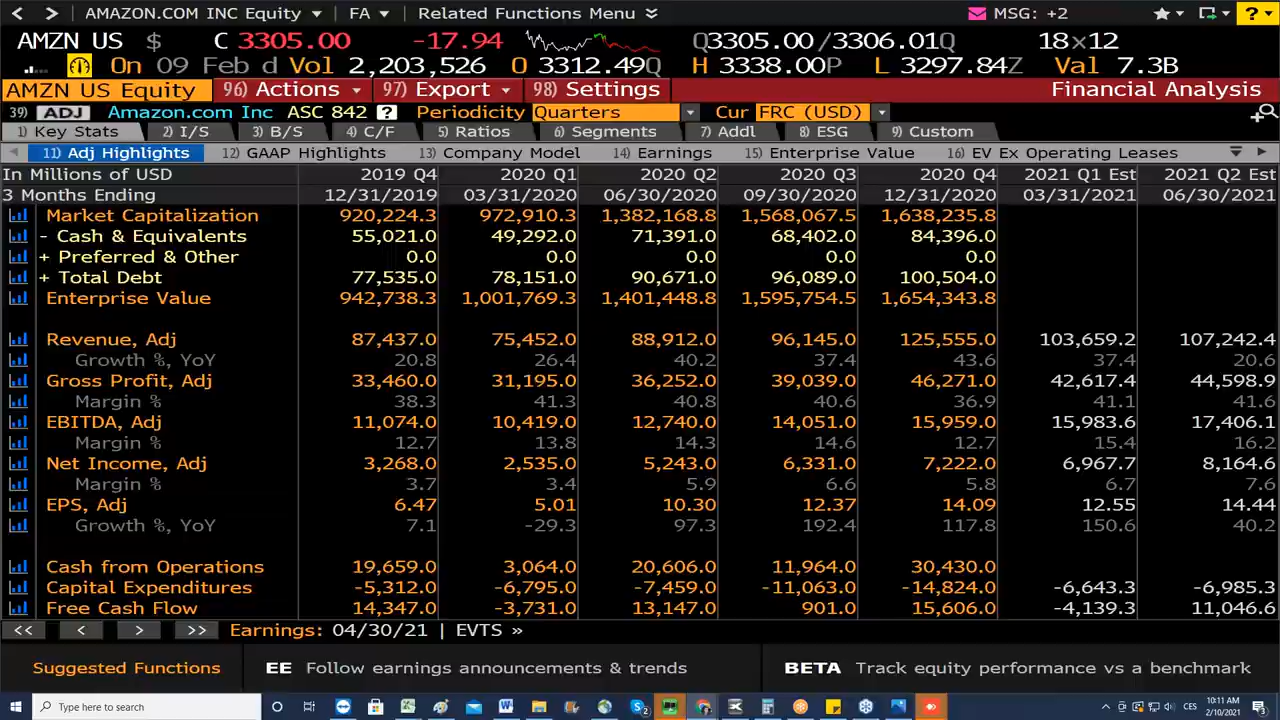 AMAZON.COM INC Equity FA Related Functions Menu MSG: +2 ?
AMZN US $ C 3305.00 -17.94 Q3305.00/3306.01Q 18×12
On 09 Feb d Vol 2,203,526 O 3312.49Q H 3338.00P L 3297.84Z Val 7.3B
AMZN US Equity 96) Actions 97) Export 98) Settings Financial Analysis
39) ADJ Amazon.com Inc ASC 842 ? Periodicity Quarters Cur FRC (USD)
1) Key Stats 2) I/S 3) B/S 4) C/F 5) Ratios 6) Segments 7) Addl 8) ESG 9) Custom
11) Adj Highlights 12) GAAP Highlights 13) Company Model 14) Earnings 15) Enterprise Value 16) EV Ex Operating Leases
In Millions of USD 2019 Q4 2020 Q1 2020 Q2 2020 Q3 2020 Q4 2021 Q1 Est 2021 Q2 Est
3 Months Ending 12/31/2019 03/31/2020 06/30/2020 09/30/2020 12/31/2020 03/31/2021 06/30/2021
Market Capitalization 920,224.3 972,910.3 1,382,168.8 1,568,067.5 1,638,235.8
- Cash & Equivalents 55,021.0 49,292.0 71,391.0 68,402.0 84,396.0
+ Preferred & Other 0.0 0.0 0.0 0.0 0.0
+ Total Debt 77,535.0 78,151.0 90,671.0 96,089.0 100,504.0
Enterprise Value 942,738.3 1,001,769.3 1,401,448.8 1,595,754.5 1,654,343.8
Revenue, Adj 87,437.0 75,452.0 88,912.0 96,145.0 125,555.0 103,659.2 107,242.4
Growth %, YoY 20.8 26.4 40.2 37.4 43.6 37.4 20.6
Gross Profit, Adj 33,460.0 31,195.0 36,252.0 39,039.0 46,271.0 42,617.4 44,598.9
Margin % 38.3 41.3 40.8 40.6 36.9 41.1 41.6
EBITDA, Adj 11,074.0 10,419.0 12,740.0 14,051.0 15,959.0 15,983.6 17,406.1
Margin % 12.7 13.8 14.3 14.6 12.7 15.4 16.2
Net Income, Adj 3,268.0 2,535.0 5,243.0 6,331.0 7,222.0 6,967.7 8,164.6
Margin % 3.7 3.4 5.9 6.6 5.8 6.7 7.6
EPS, Adj 6.47 5.01 10.30 12.37 14.09 12.55 14.44
Growth %, YoY 7.1 -29.3 97.3 192.4 117.8 150.6 40.2
Cash from Operations 19,659.0 3,064.0 20,606.0 11,964.0 30,430.0
Capital Expenditures -5,312.0 -6,795.0 -7,459.0 -11,063.0 -14,824.0 -6,643.3 -6,985.3
Free Cash Flow 14,347.0 -3,731.0 13,147.0 901.0 15,606.0 -4,139.3 11,046.6
<< < > >> Earnings: 04/30/21 | EVTS »
Suggested Functions EE Follow earnings announcements & trends BETA Track equity performance vs a benchmark
Type here to search CES 10:11 AM
2/10/2021